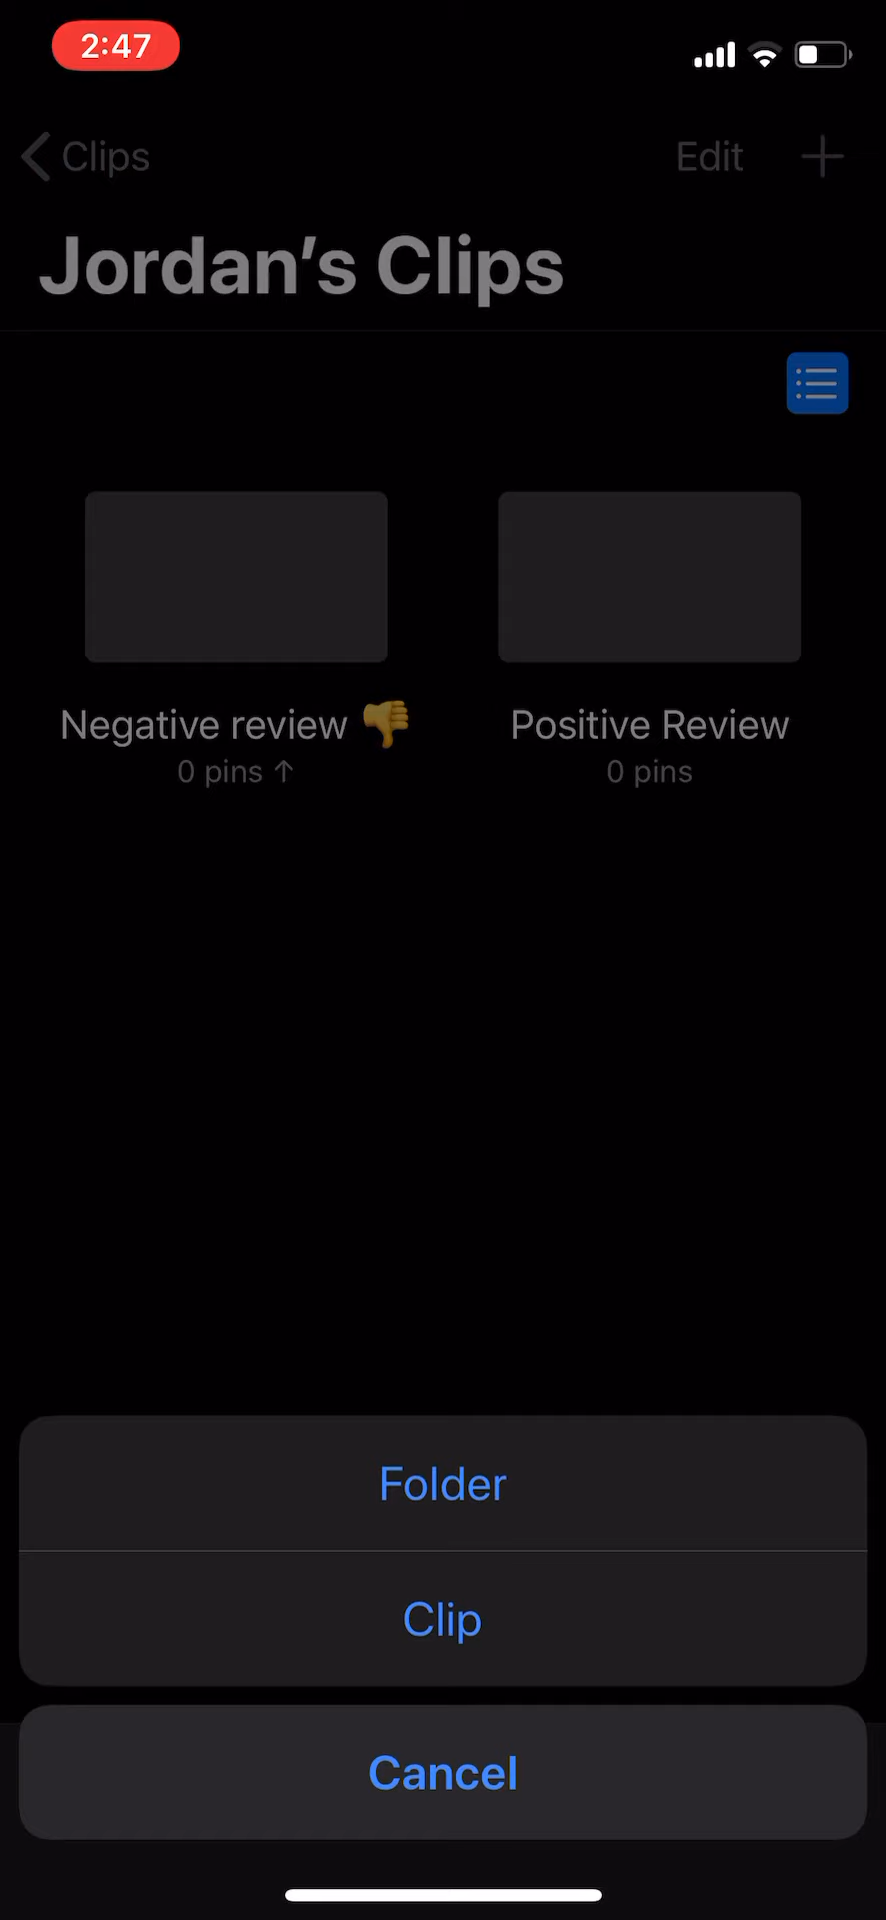 2:47
Clips
Edit
Jordan’s Clips
Negative review 👎
Positive Review
0 pins ↑
0 pins
Folder
Clip
Cancel